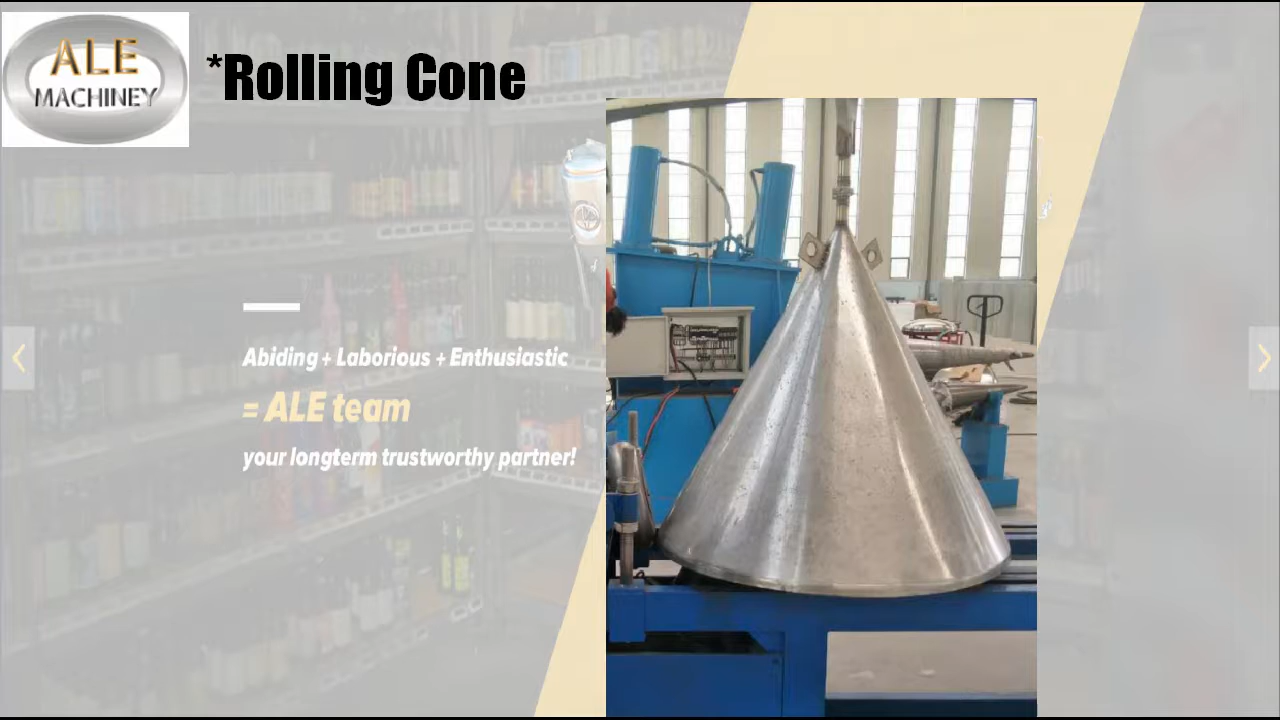 ALE
MACHINEY
*Rolling Cone
Abiding + Laborious + Enthusiastic
= ALE team
your longterm trustworthy partner!